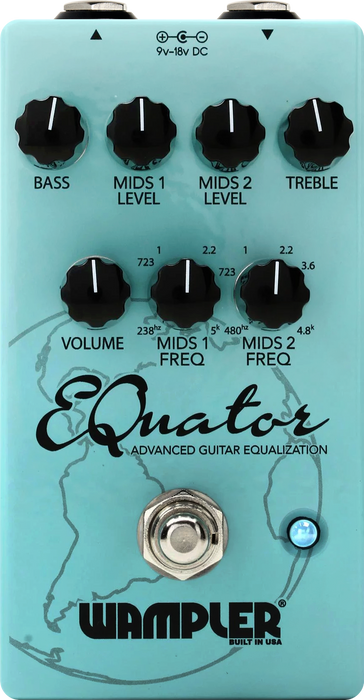 9v-18v DC
BASS
MIDS 1
LEVEL
MIDS 2
LEVEL
TREBLE
1
2.2
723
238hz
5k
1
2.2
723
3.6
480hz
4.8k
VOLUME
MIDS 1
FREQ
MIDS 2
FREQ
EQuator
ADVANCED GUITAR EQUALIZATION
WAMPLER®
BUILT IN USA